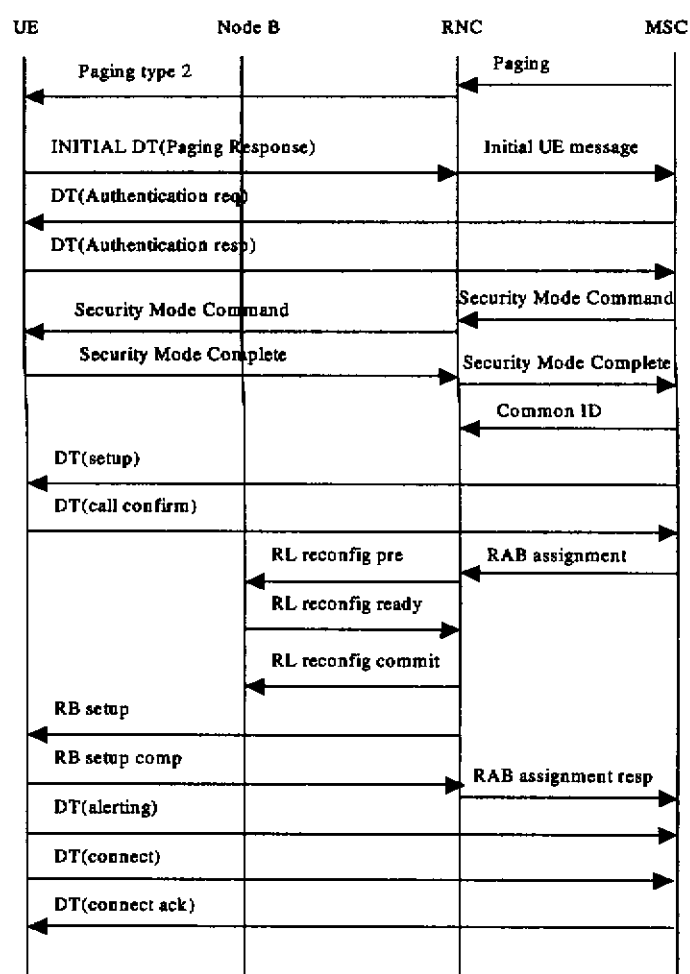 UE Node B RNC MSC
Paging
Paging type 2
INITIAL DT(Paging Response) Initial UE message
DT(Authentication req)
DT(Authentication resp)
Security Mode Command
Security Mode Command
Security Mode Complete
Security Mode Complete
Common ID
DT(setup)
DT(call confirm)
RL reconfig pre RAB assignment
RL reconfig ready
RL reconfig commit
RB setup
RB setup comp
RAB assignment resp
DT(alerting)
DT(connect)
DT(connect ack)